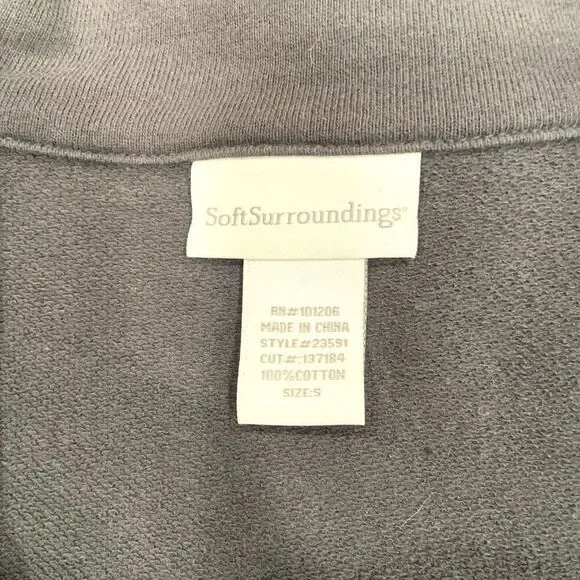 SoftSurroundings®
RN#101206
MADE IN CHINA
STYLE#23591
CUT#:137184
100%COTTON
SIZE:S